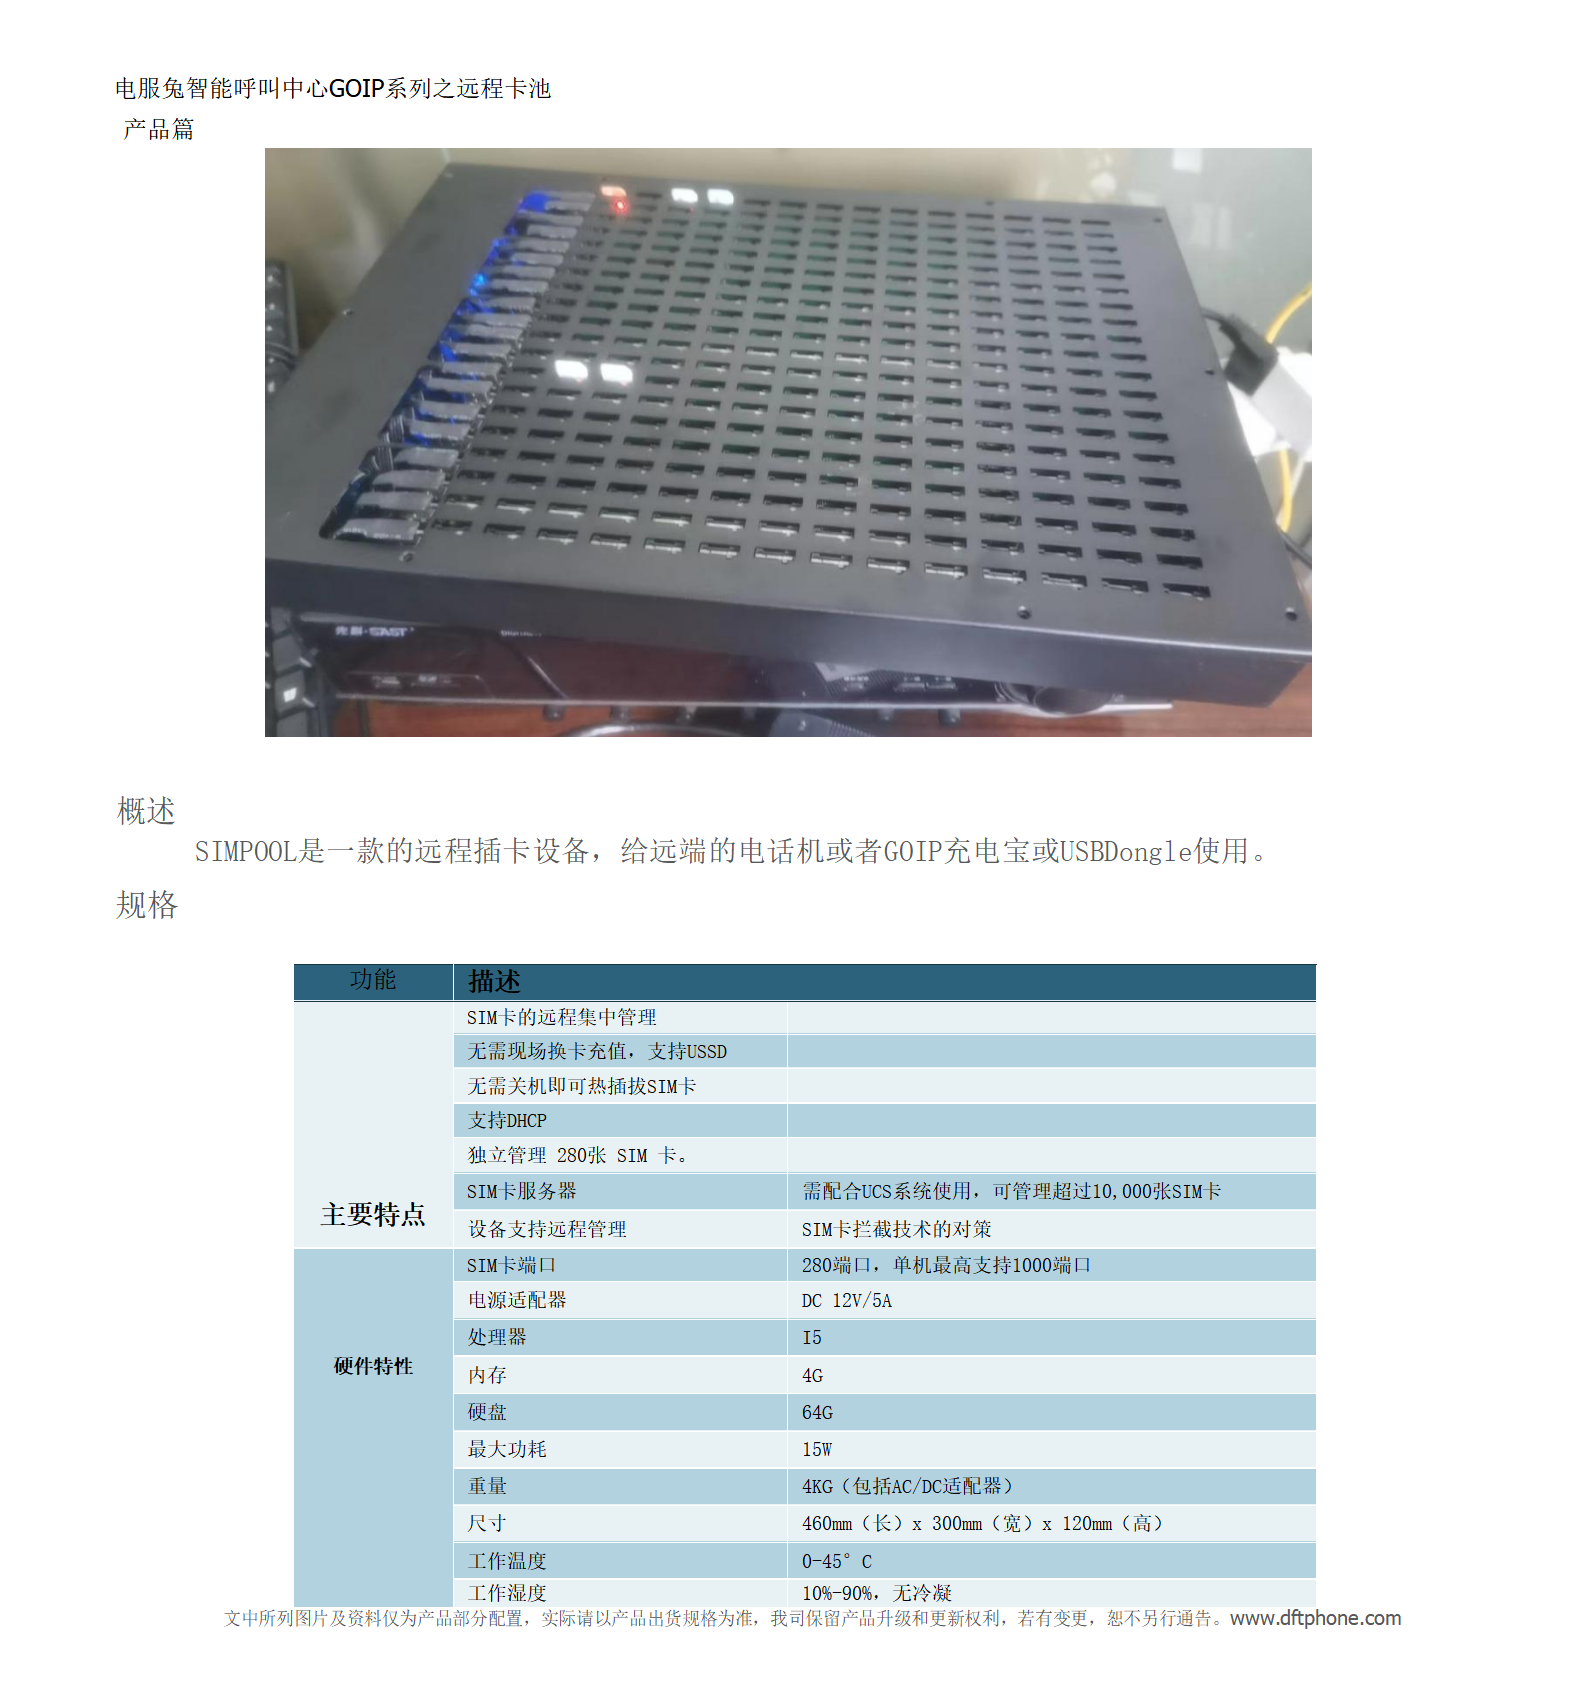 电服兔智能呼叫中心GOIP系列之远程卡池
产品篇
先科·SAST
概述
SIMPOOL是一款的远程插卡设备，给远端的电话机或者GOIP充电宝或USBDongle使用。
规格
功能 描述
SIM卡的远程集中管理
无需现场换卡充值，支持USSD
无需关机即可热插拔SIM卡
支持DHCP
独立管理 280张 SIM 卡。
SIM卡服务器 需配合UCS系统使用，可管理超过10,000张SIM卡
主要特点
设备支持远程管理 SIM卡拦截技术的对策
SIM卡端口 280端口，单机最高支持1000端口
电源适配器 DC 12V/5A
处理器 I5
硬件特性
内存 4G
硬盘 64G
最大功耗 15W
重量 4KG（包括AC/DC适配器）
尺寸 460mm（长）x 300mm（宽）x 120mm（高）
工作温度 0-45°C
工作湿度 10%-90%，无冷凝
文中所列图片及资料仅为产品部分配置，实际请以产品出货规格为准，我司保留产品升级和更新权利，若有变更，恕不另行通告。www.dftphone.com